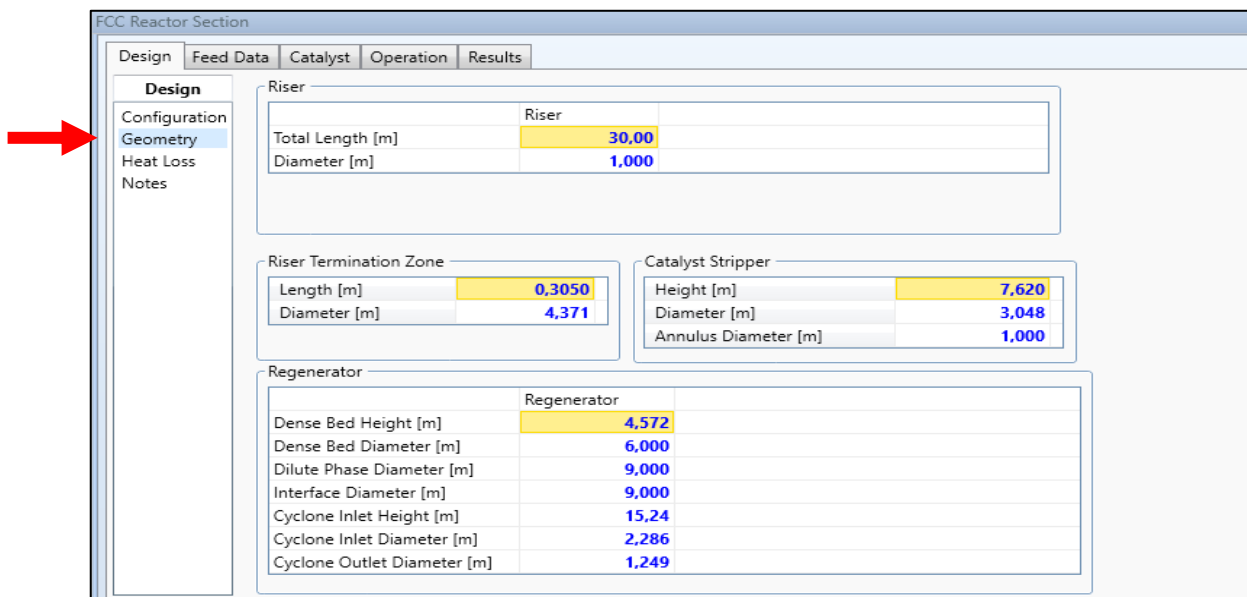 FCC Reactor Section
Design Feed Data Catalyst Operation Results
Design
Configuration
Geometry
Heat Loss
Notes
Riser
Riser
Total Length [m] 30,00
Diameter [m] 1,000
Riser Termination Zone
Length [m] 0,3050
Diameter [m] 4,371
Catalyst Stripper
Height [m] 7,620
Diameter [m] 3,048
Annulus Diameter [m] 1,000
Regenerator
Regenerator
Dense Bed Height [m] 4,572
Dense Bed Diameter [m] 6,000
Dilute Phase Diameter [m] 9,000
Interface Diameter [m] 9,000
Cyclone Inlet Height [m] 15,24
Cyclone Inlet Diameter [m] 2,286
Cyclone Outlet Diameter [m] 1,249